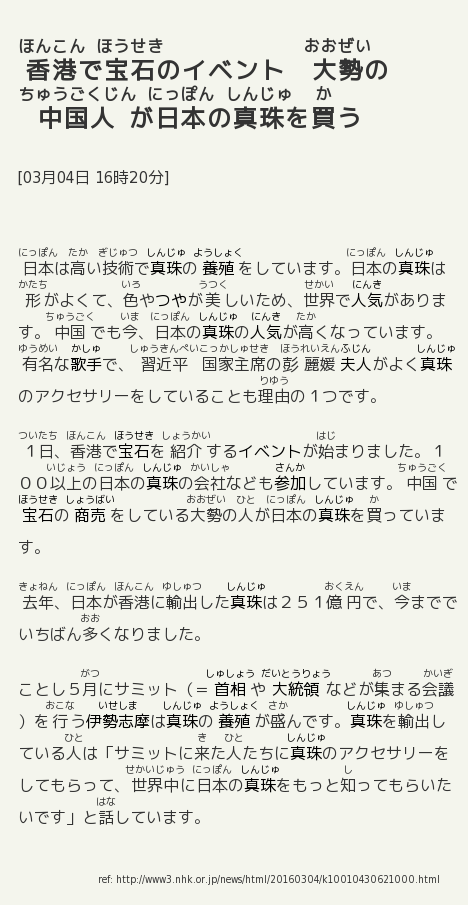 ほんこん ほうせき おおぜい
香港で宝石のイベント　大勢の
ちゅうごくじん にっぽん しんじゅ か
中国人 が日本の真珠を買う
[03月04日 16時20分]
にっぽん たか ぎじゅつ しんじゅ ようしょく にっぽん しんじゅ
日本は高い技術で真珠の 養殖 をしています。日本の真珠は
かたち いろ うつく せかい にんき
形 がよくて、色やつやが美 しいため、世界で人気がありま
ちゅうごく いま にっぽん しんじゅ にんき たか
す。 中国 でも今、日本の真珠の人気が高くなっています。
ゆうめい かしゅ しゅうきんぺいこっかしゅせき ほうれいえんふじん しんじゅ
有名な歌手で、 習近平　国家主席の彭 麗媛 夫人がよく真珠
りゆう
のアクセサリーをしていることも理由の１つです。
ついたち ほんこん ほうせき しょうかい はじ
１日、香港で宝石を 紹介 するイベントが始まりました。１
いじょう にっぽん しんじゅ かいしゃ さんか ちゅうごく
００以上の日本の真珠の会社なども参加しています。 中国 で
ほうせき しょうばい おおぜい ひと にっぽん しんじゅ か
宝石の 商売 をしている大勢の人が日本の真珠を買っていま
す。
きょねん にっぽん ほんこん ゆしゅつ しんじゅ おくえん いま
去年、日本が香港に輸出した真珠は２５１億 円で、今までで
おお
いちばん多くなりました。
がつ しゅしょう だいとうりょう あつ かいぎ
ことし５月にサミット（＝ 首相 や 大統領 などが集まる会議
おこな いせしま しんじゅ ようしょく さか しんじゅ ゆしゅつ
）を 行 う伊勢志摩は真珠の 養殖 が盛んです。真珠を輸出し
ひと き ひと しんじゅ
ている人は「サミットに来た人たちに真珠のアクセサリーを
せかいじゅう にっぽん しんじゅ し
してもらって、世界中に日本の真珠をもっと知ってもらいた
はな
いです」と話しています。
ref: http://www3.nhk.or.jp/news/html/20160304/k10010430621000.html